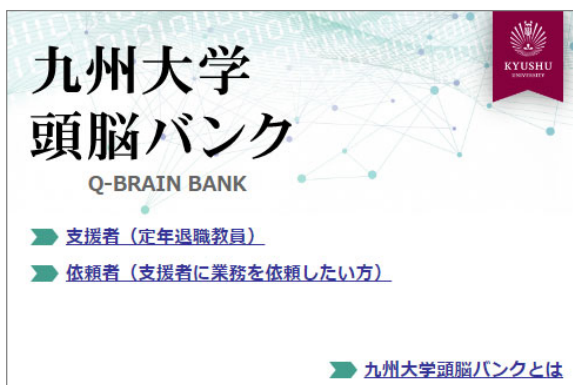 九州大学
KYUSHU
UNIVERSITY
頭脳バンク
Q-BRAIN BANK
支援者（定年退職教員）
依頼者（支援者に業務を依頼したい方）
九州大学頭脳バンクとは